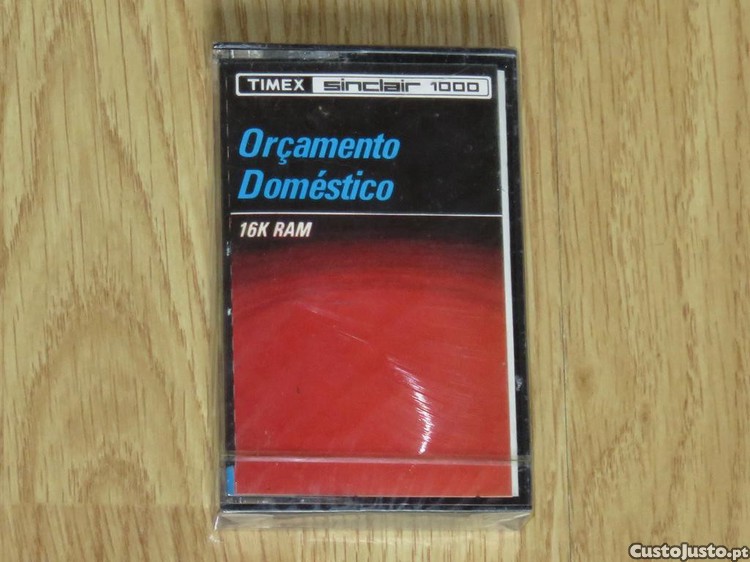 TIMEX sinclair 1000
Orçamento
Doméstico
16K RAM
CustoJusto.pt